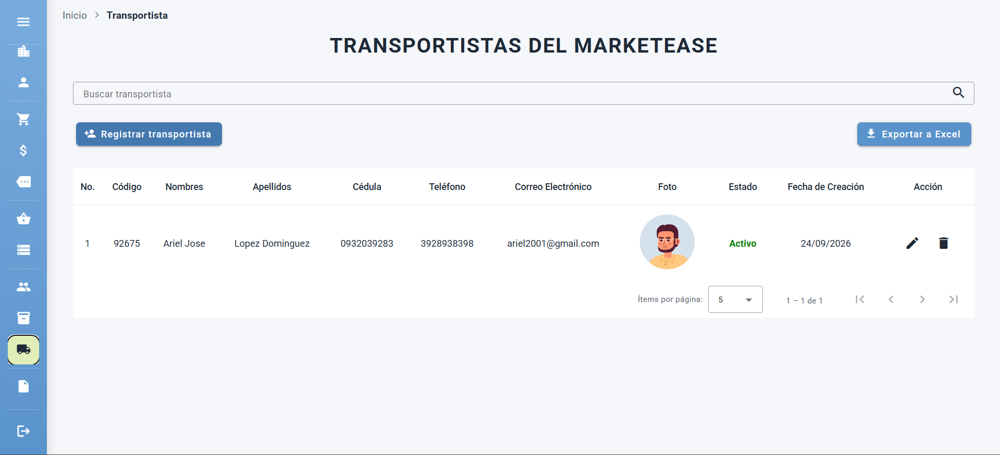 Inicio > Transportista
TRANSPORTISTAS DEL MARKETEASE
Buscar transportista
Registrar transportista
Exportar a Excel
No. Código Nombres Apellidos Cédula Teléfono Correo Electrónico Foto Estado Fecha de Creación Acción
1 92675 Ariel Jose Lopez Dominguez 0932039283 3928938398 ariel2001@gmail.com Activo 24/09/2026
Ítems por página: 5 1 – 1 de 1